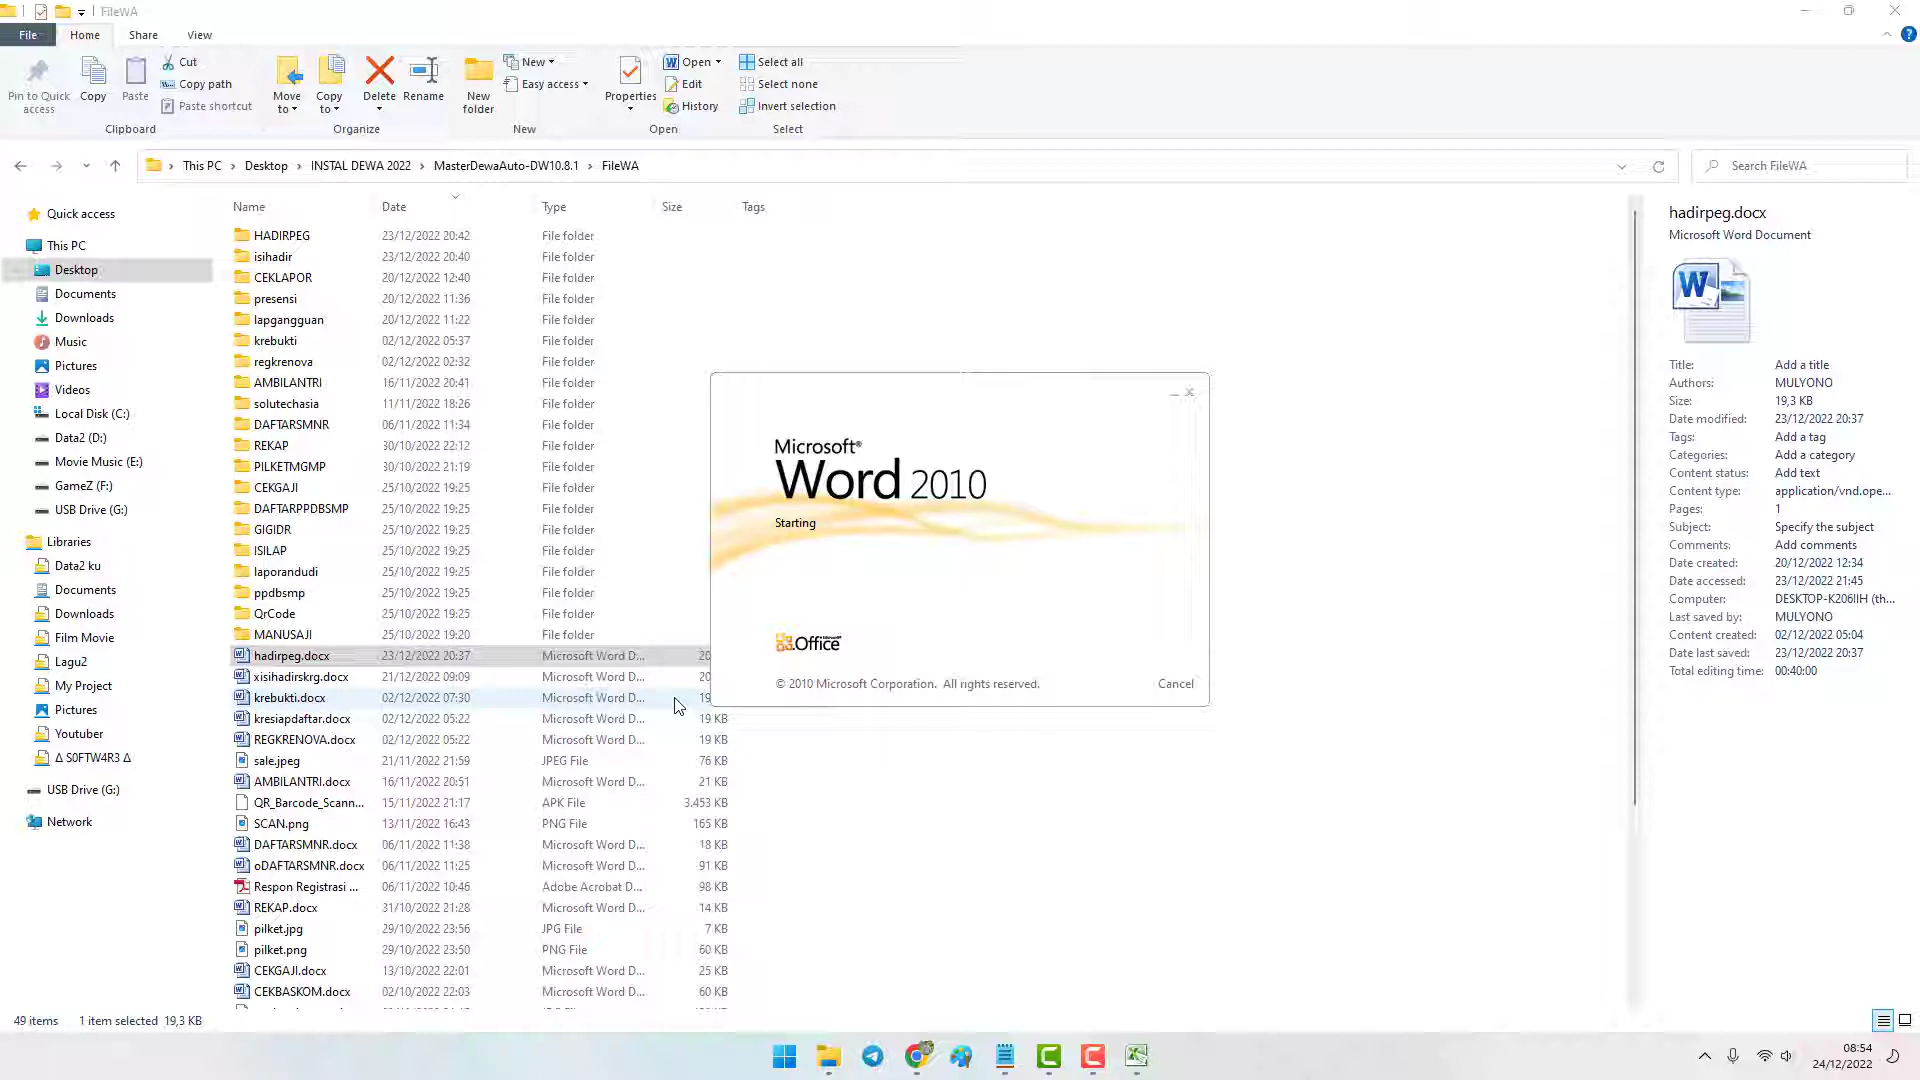 FileWA
File Home Share View
Pin to Quick access
Copy
Paste
Cut
Copy path
Paste shortcut
Clipboard
Move to
Copy to
Delete
Rename
Organize
New folder
New
Easy access
New
Properties
Open
Edit
History
Open
Select all
Select none
Invert selection
Select
This PC Desktop INSTAL DEWA 2022 MasterDewaAuto-DW10.8.1 FileWA
Search FileWA
Quick access
This PC
Desktop
Documents
Downloads
Music
Pictures
Videos
Local Disk (C:)
Data2 (D:)
Movie Music (E:)
GameZ (F:)
USB Drive (G:)
Libraries
Data2 ku
Documents
Downloads
Film Movie
Lagu2
My Project
Pictures
Youtuber
Δ S0FTW4R3 Δ
USB Drive (G:)
Network
Name Date Type Size Tags
HADIRPEG 23/12/2022 20:42 File folder
isihadir 23/12/2022 20:40 File folder
CEKLAPOR 20/12/2022 12:40 File folder
presensi 20/12/2022 11:36 File folder
lapgangguan 20/12/2022 11:22 File folder
krebukti 02/12/2022 05:37 File folder
regkrenova 02/12/2022 02:32 File folder
AMBILANTRI 16/11/2022 20:41 File folder
solutechasia 11/11/2022 18:26 File folder
DAFTARSMNR 06/11/2022 11:34 File folder
REKAP 30/10/2022 22:12 File folder
PILKETMGMP 30/10/2022 21:19 File folder
CEKGAJI 25/10/2022 19:25 File folder
DAFTARPPDBSMP 25/10/2022 19:25 File folder
GIGIDR 25/10/2022 19:25 File folder
ISILAP 25/10/2022 19:25 File folder
laporandudi 25/10/2022 19:25 File folder
ppdbsmp 25/10/2022 19:25 File folder
QrCode 25/10/2022 19:25 File folder
MANUSAJI 25/10/2022 19:20 File folder
hadirpeg.docx 23/12/2022 20:37 Microsoft Word D... 20
xisihadirskrg.docx 21/12/2022 09:09 Microsoft Word D... 20
krebukti.docx 02/12/2022 07:30 Microsoft Word D... 19
kresiapdaftar.docx 02/12/2022 05:22 Microsoft Word D... 19 KB
REGKRENOVA.docx 02/12/2022 05:22 Microsoft Word D... 19 KB
sale.jpeg 21/11/2022 21:59 JPEG File 76 KB
AMBILANTRI.docx 16/11/2022 20:51 Microsoft Word D... 21 KB
QR_Barcode_Scann... 15/11/2022 21:17 APK File 3.453 KB
SCAN.png 13/11/2022 16:43 PNG File 165 KB
DAFTARSMNR.docx 06/11/2022 11:38 Microsoft Word D... 18 KB
oDAFTARSMNR.docx 06/11/2022 11:25 Microsoft Word D... 91 KB
Respon Registrasi ... 06/11/2022 10:46 Adobe Acrobat D... 98 KB
REKAP.docx 31/10/2022 21:28 Microsoft Word D... 14 KB
pilket.jpg 29/10/2022 23:56 JPG File 7 KB
pilket.png 29/10/2022 23:50 PNG File 60 KB
CEKGAJI.docx 13/10/2022 22:01 Microsoft Word D... 25 KB
CEKBASKOM.docx 02/10/2022 22:03 Microsoft Word D... 60 KB
Microsoft®
Word 2010
Starting
Microsoft
Office
© 2010 Microsoft Corporation. All rights reserved. Cancel
hadirpeg.docx
Microsoft Word Document
Title: Add a title
Authors: MULYONO
Size: 19,3 KB
Date modified: 23/12/2022 20:37
Tags: Add a tag
Categories: Add a category
Content status: Add text
Content type: application/vnd.ope...
Pages: 1
Subject: Specify the subject
Comments: Add comments
Date created: 20/12/2022 12:34
Date accessed: 23/12/2022 21:45
Computer: DESKTOP-K206IIH (th...
Last saved by: MULYONO
Content created: 02/12/2022 05:04
Date last saved: 23/12/2022 20:37
Total editing time: 00:40:00
49 items 1 item selected 19,3 KB
08:54
24/12/2022